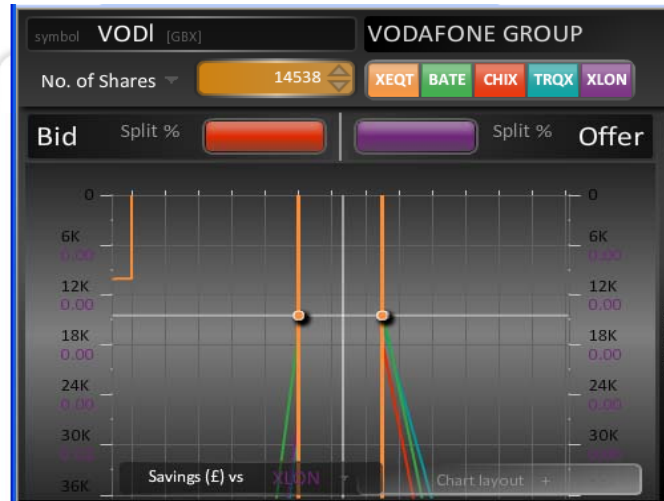 symbol VODl [GBX] VODAFONE GROUP
No. of Shares 14538 XEQT BATE CHIX TRQX XLON
Bid Split % Split % Offer
0 0
6K 6K
0.00 0.00
12K 12K
0.00 0.00
18K 18K
0.00 0.00
24K 24K
0.00 0.00
30K 30K
36K 36K
Savings (£) vs XLON Chart layout +